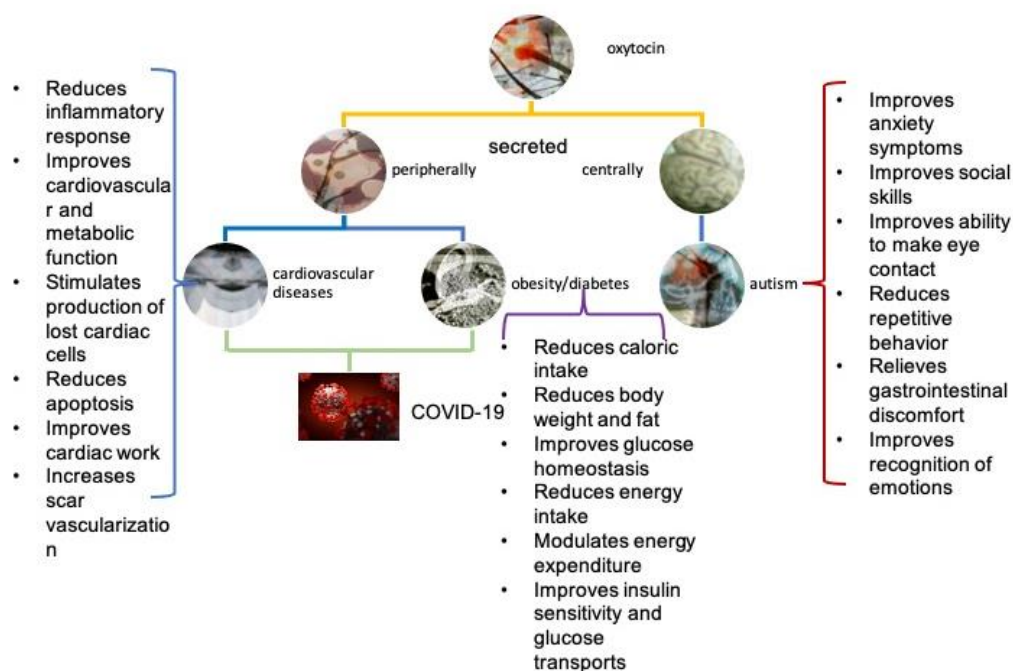 oxytocin
secreted
peripherally
centrally
cardiovascular
diseases
obesity/diabetes
autism
COVID-19
• Reduces
inflammatory
response
• Improves
cardiovascula
r and
metabolic
function
• Stimulates
production of
lost cardiac
cells
• Reduces
apoptosis
• Improves
cardiac work
• Increases
scar
vascularizatio
n
• Reduces caloric
intake
• Reduces body
weight and fat
• Improves glucose
homeostasis
• Reduces energy
intake
• Modulates energy
expenditure
• Improves insulin
sensitivity and
glucose
transports
• Improves
anxiety
symptoms
• Improves social
skills
• Improves ability
to make eye
contact
• Reduces
repetitive
behavior
• Relieves
gastrointestinal
discomfort
• Improves
recognition of
emotions